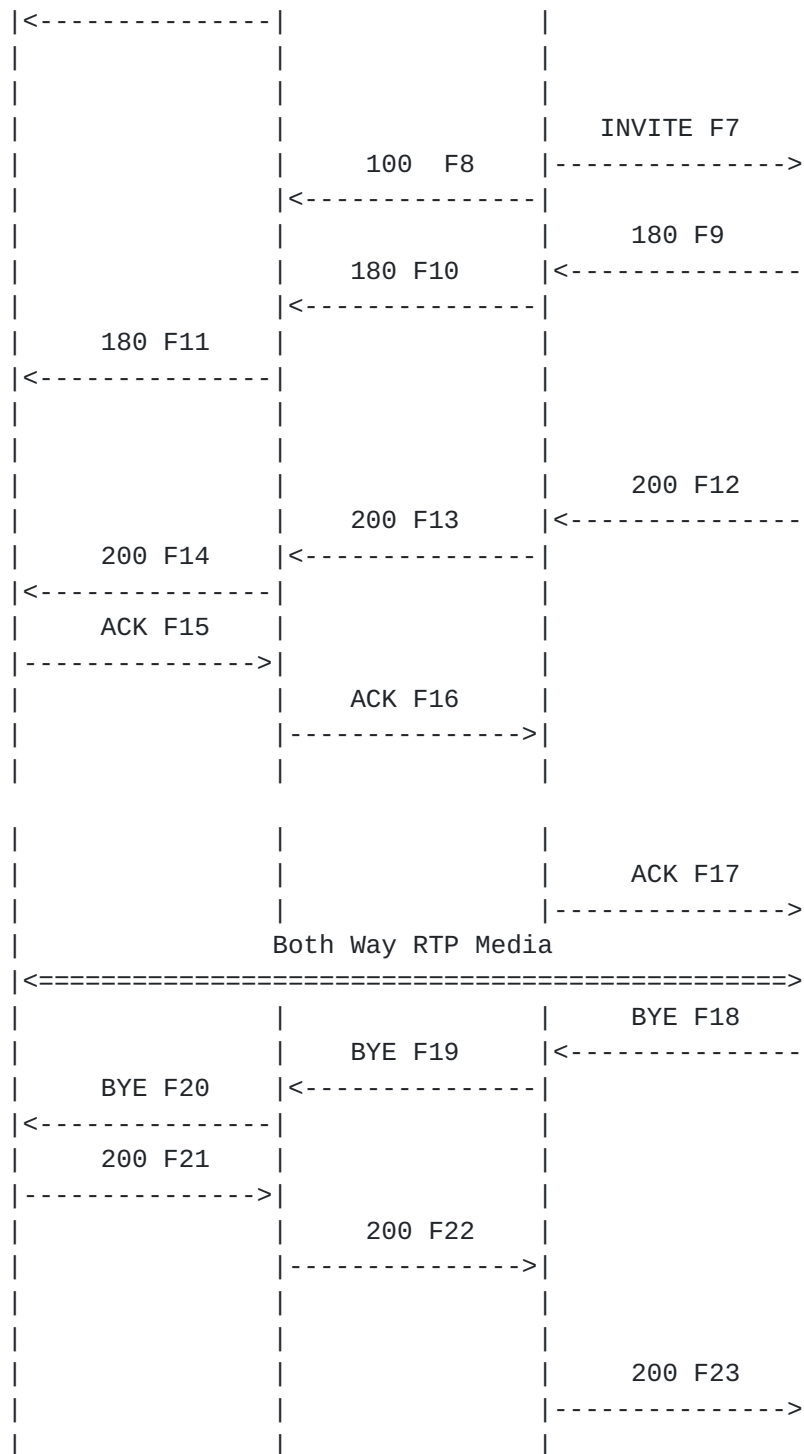 |<---------------|                |
|                |                |
|                |                |
|                |                |   INVITE F7
|                |     100  F8    |--------------->
|                |<---------------|
|                |                |     180 F9
|                |    180 F10     |<---------------
|                |<---------------|
|     180 F11    |                |
|<---------------|                |
|                |                |
|                |                |
|                |                |     200 F12
|                |    200 F13     |<---------------
|     200 F14    |<---------------|
|<---------------|                |
|     ACK F15    |                |
|--------------->|                |
|                |    ACK F16     |
|                |--------------->|
|                |                |
|                |                |
|                |                |     ACK F17
|                |                |--------------->
|                Both Way RTP Media
|<================================================>
|                |                |     BYE F18
|                |    BYE F19     |<---------------
|     BYE F20    |<---------------|
|<---------------|                |
|     200 F21    |                |
|--------------->|                |
|                |     200 F22    |
|                |--------------->|
|                |                |
|                |                |
|                |                |     200 F23
|                |                |--------------->
|                |                |